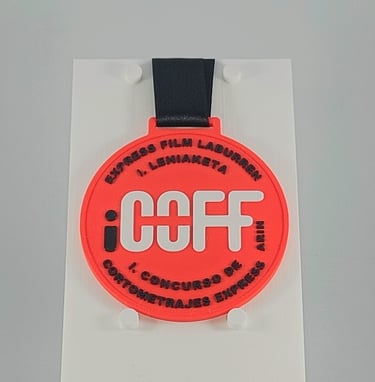 EXPRESS FILM LABURREN
I. LEHIAKETA
iCOFF
ARIN
I. CONCURSO DE
CORTOMETRAJES EXPRESS